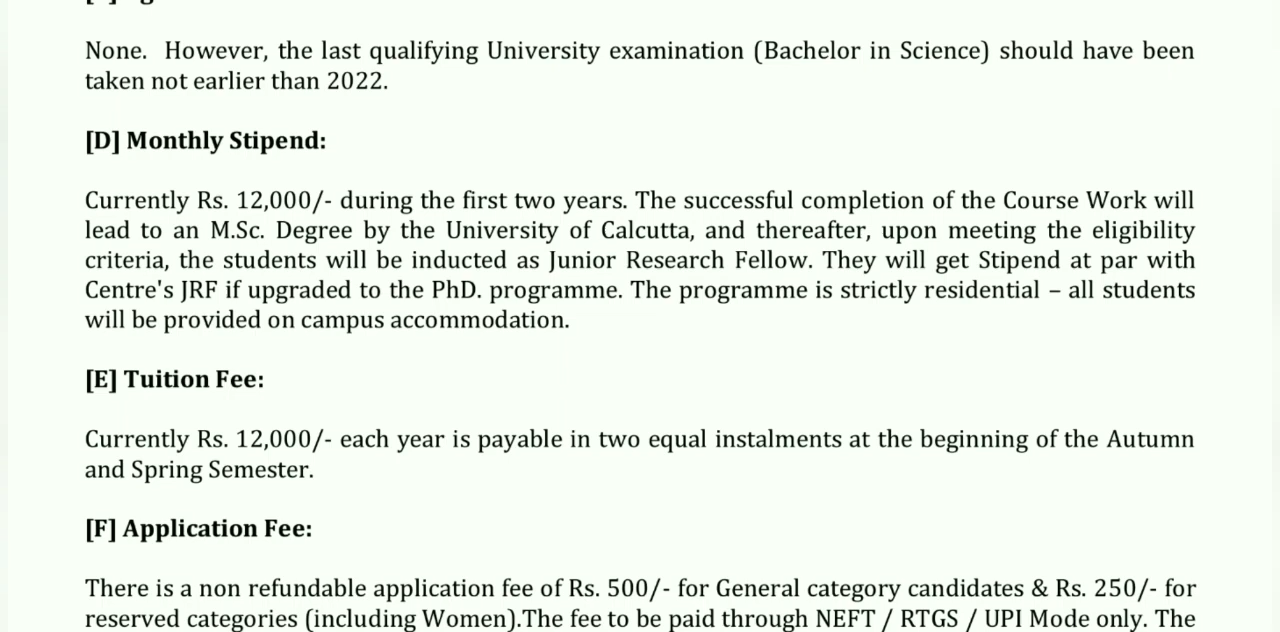 None. However, the last qualifying University examination (Bachelor in Science) should have been
taken not earlier than 2022.
[D] Monthly Stipend:
Currently Rs. 12,000/- during the first two years. The successful completion of the Course Work will
lead to an M.Sc. Degree by the University of Calcutta, and thereafter, upon meeting the eligibility
criteria, the students will be inducted as Junior Research Fellow. They will get Stipend at par with
Centre's JRF if upgraded to the PhD. programme. The programme is strictly residential – all students
will be provided on campus accommodation.
[E] Tuition Fee:
Currently Rs. 12,000/- each year is payable in two equal instalments at the beginning of the Autumn
and Spring Semester.
[F] Application Fee:
There is a non refundable application fee of Rs. 500/- for General category candidates & Rs. 250/- for
reserved categories (including Women).The fee to be paid through NEFT / RTGS / UPI Mode only. The